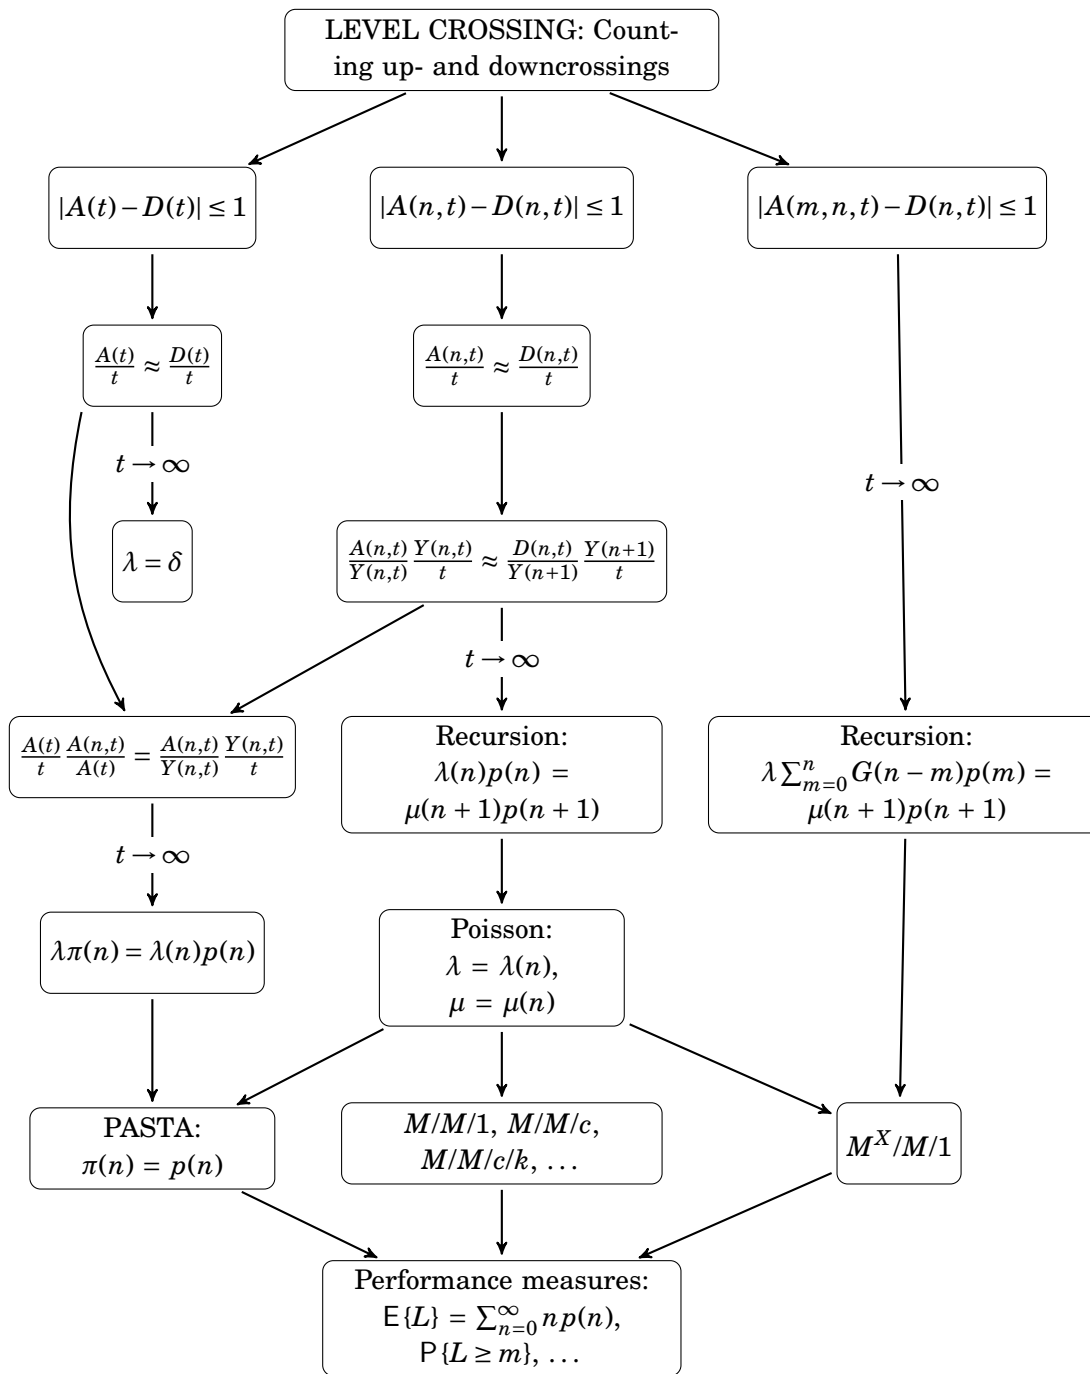 LEVEL CROSSING: Count-
ing up- and downcrossings
|A(t) − D(t)| ≤ 1
|A(n,t) − D(n,t)| ≤ 1
|A(m,n,t) − D(n,t)| ≤ 1
A(t)/t ≈ D(t)/t
A(n,t)/t ≈ D(n,t)/t
t → ∞
t → ∞
λ = δ
A(n,t)/Y(n,t) Y(n,t)/t ≈ D(n,t)/Y(n+1) Y(n+1)/t
t → ∞
A(t)/t A(n,t)/A(t) = A(n,t)/Y(n,t) Y(n,t)/t
Recursion:
λ(n)p(n) =
μ(n + 1)p(n + 1)
Recursion:
λ∑_{m=0}^{n} G(n − m)p(m) =
μ(n + 1)p(n + 1)
t → ∞
λπ(n) = λ(n)p(n)
Poisson:
λ = λ(n),
μ = μ(n)
PASTA:
π(n) = p(n)
M/M/1, M/M/c,
M/M/c/k, ...
M^X/M/1
Performance measures:
E{L} = ∑_{n=0}^{∞} np(n),
P{L ≥ m}, ...